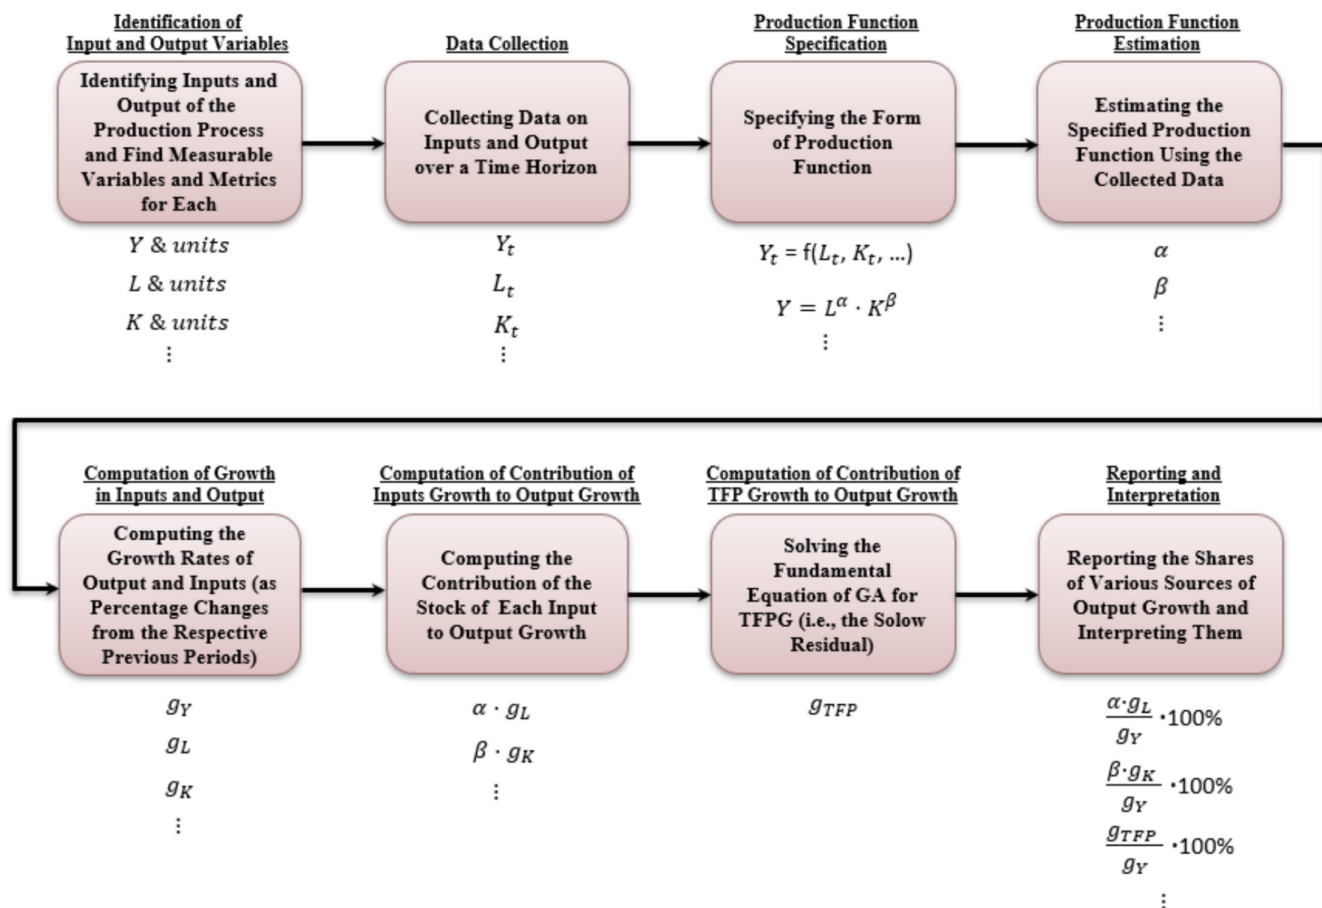 Identification of
Input and Output Variables
Identifying Inputs and
Output of the
Production Process
and Find Measurable
Variables and Metrics
for Each
Y & units
L & units
K & units
⋮
Data Collection
Collecting Data on
Inputs and Output
over a Time Horizon
Y_t
L_t
K_t
⋮
Production Function
Specification
Specifying the Form
of Production
Function
Y_t = f(L_t, K_t, ...)
Y = L^α · K^β
⋮
Production Function
Estimation
Estimating the
Specified Production
Function Using the
Collected Data
α
β
⋮
Computation of Growth
in Inputs and Output
Computing the
Growth Rates of
Output and Inputs (as
Percentage Changes
from the Respective
Previous Periods)
g_Y
g_L
g_K
⋮
Computation of Contribution of
Inputs Growth to Output Growth
Computing the
Contribution of the
Stock of Each Input
to Output Growth
α · g_L
β · g_K
⋮
Computation of Contribution of
TFP Growth to Output Growth
Solving the
Fundamental
Equation of GA for
TFPG (i.e., the Solow
Residual)
g_TFP
Reporting and
Interpretation
Reporting the Shares
of Various Sources of
Output Growth and
Interpreting Them
α·g_L / g_Y · 100%
β·g_K / g_Y · 100%
g_TFP / g_Y · 100%
⋮